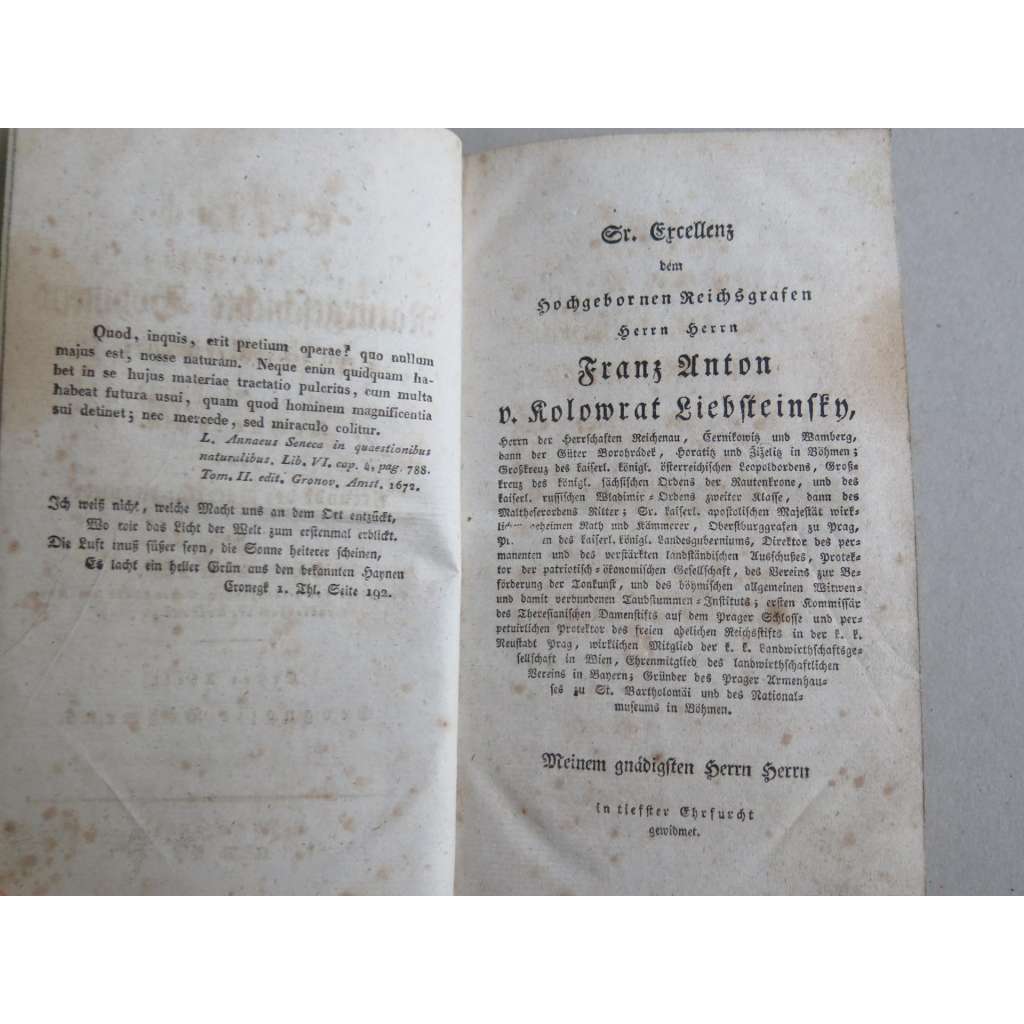 Quod, inquis, erit pretium operae? quo nullum
majus est, nosse naturam. Neque enim quidquam ha-
bet in se hujus materiae tractatio pulcrius, cum multa
habeat futura usui, quam quod hominem magnificentia
sui detinet; nec mercede, sed miraculo colitur.
L. Annaeus Seneca in quaestionibus
naturalibus. Lib. VI. cap. 4, pag. 788.
Tom. II. edit. Gronov. Amst. 1672.
Ich weiß nicht, welche Macht uns an dem Ort entzückt,
Wo wir das Licht der Welt zum erstenmal erblickt.
Die Luft muß süßer seyn, die Sonne heiterer scheinen,
Es lacht ein heller Grün aus den bekannten Haynen
Cronegk 1. Thl. Seite 192.
Sr. Excellenz
dem
Hochgebornen Reichsgrafen
Herrn Herrn
Franz Anton
v. Kolowrat Liebsteinsky,
Herrn der Herrschaften Reichenau, Černikowitz und Wamberg,
dann der Güter Borohrádek, Horatitz und Žiželitz in Böhmen;
Großkreuz des kaiserl. königl. österreichischen Leopoldordens, Groß-
kreuz des königl. sächsischen Ordens der Rautenkrone, und des
kaiserl. russischen Wladimir-Ordens zweiter Klasse, dann des
Maltheserordens Ritter; Sr. kaiserl. apostolischen Majestät wirk-
geheimen Rath und Kämmerer, Oberstburggrafen zu Prag,
en des kaiserl. königl. Landesguberniums, Direktor des per-
manenten und des verstärkten landständischen Ausschußes, Protek-
tor der patriotisch-ökonomischen Gesellschaft, des Vereins zur Be-
förderung der Tonkunst, und des böhmischen allgemeinen Witwen-
und damit verbundenen Taubstummen-Instituts; ersten Kommissär
des Theresianischen Damenstifts auf dem Prager Schlosse und per-
petuirlichen Protektor des freien adelichen Reichsstifts in der k. k.
Neustadt Prag, wirklichen Mitglied der k. k. Landwirthschaftsge-
sellschaft in Wien, Ehrenmitglied des landwirthschaftlichen
Vereins in Bayern; Gründer des Prager Armenhau-
ses zu St. Bartholomäi und des National-
museums in Böhmen.
Meinem gnädigsten Herrn Herrn
in tiefster Ehrfurcht
gewidmet.